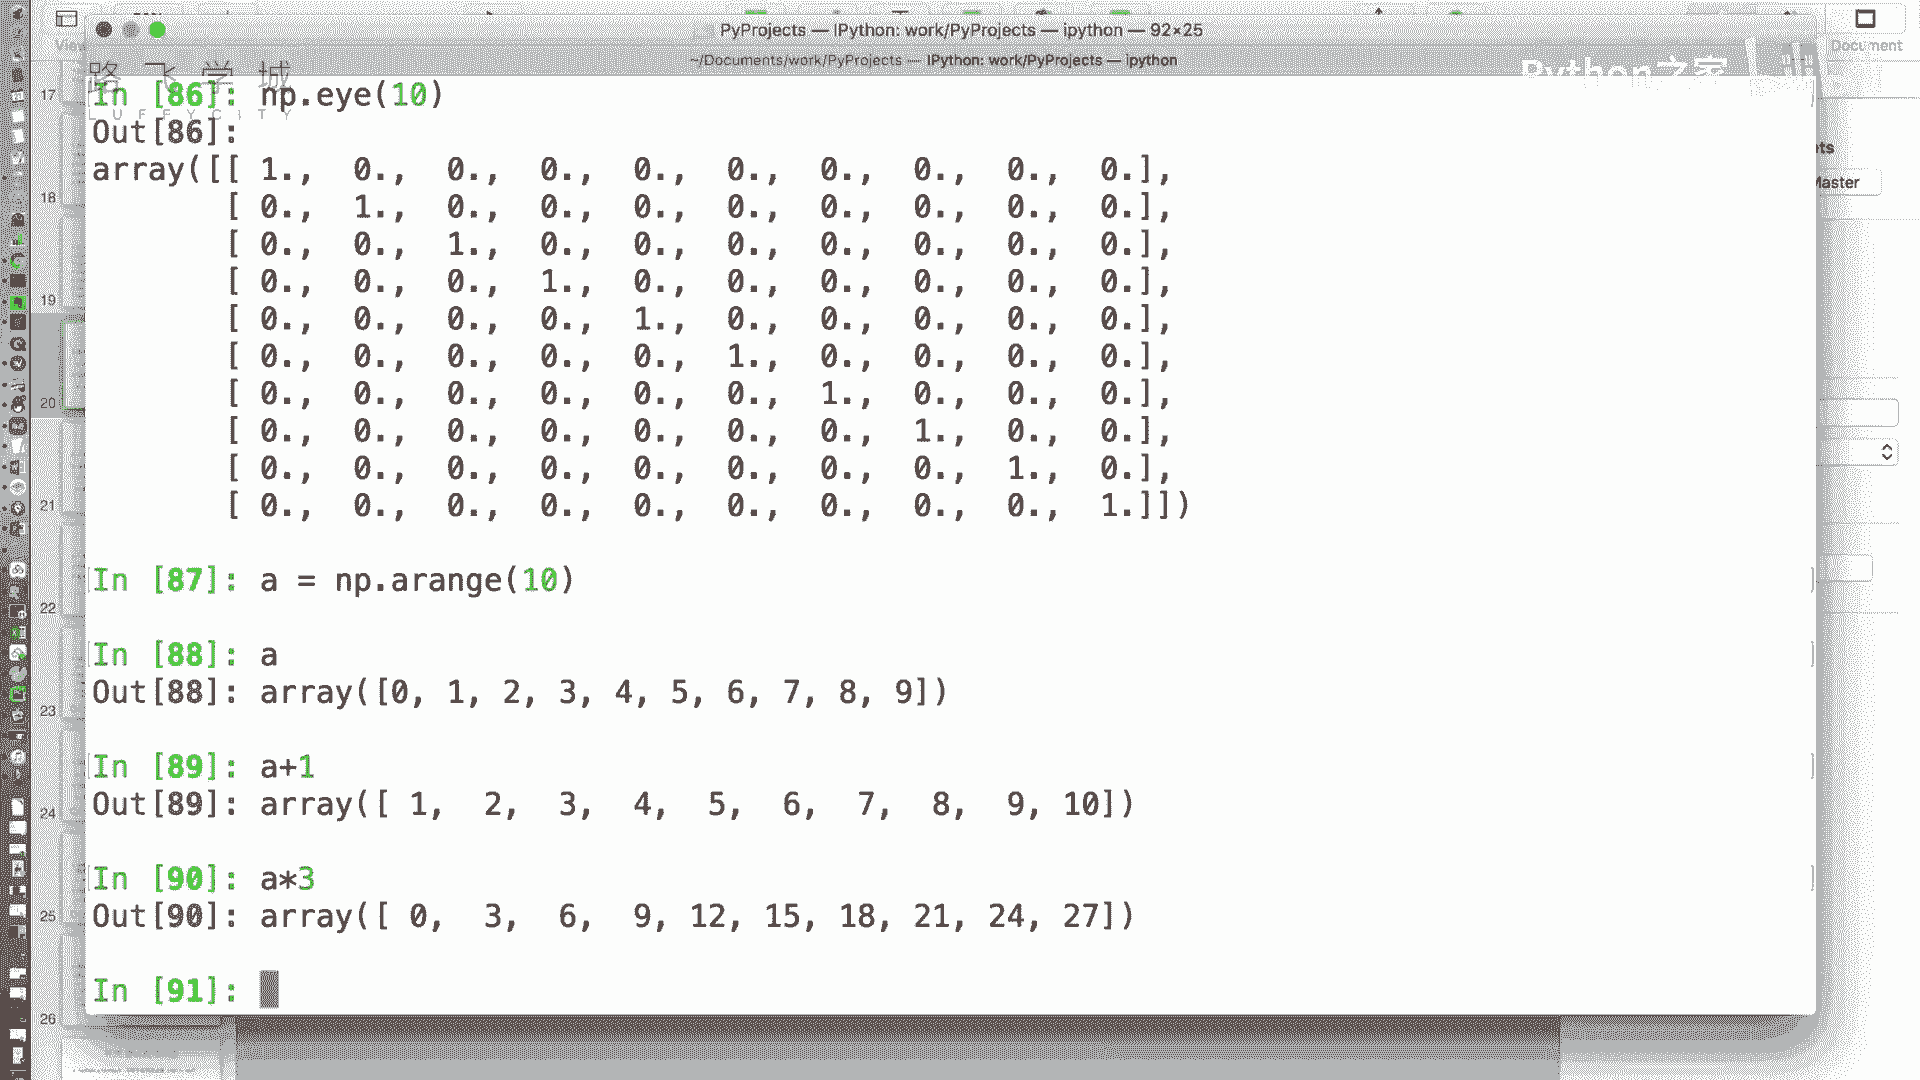 PyProjects — IPython: work/PyProjects — ipython — 92×25
~/Documents/work/PyProjects — IPython: work/PyProjects — ipython
View
Document
路飞学城
LUFFYCITY
Python之家
In [86]: np.eye(10)
Out[86]:
array([[ 1., 0., 0., 0., 0., 0., 0., 0., 0., 0.],
[ 0., 1., 0., 0., 0., 0., 0., 0., 0., 0.],
[ 0., 0., 1., 0., 0., 0., 0., 0., 0., 0.],
[ 0., 0., 0., 1., 0., 0., 0., 0., 0., 0.],
[ 0., 0., 0., 0., 1., 0., 0., 0., 0., 0.],
[ 0., 0., 0., 0., 0., 1., 0., 0., 0., 0.],
[ 0., 0., 0., 0., 0., 0., 1., 0., 0., 0.],
[ 0., 0., 0., 0., 0., 0., 0., 1., 0., 0.],
[ 0., 0., 0., 0., 0., 0., 0., 0., 1., 0.],
[ 0., 0., 0., 0., 0., 0., 0., 0., 0., 1.]])
In [87]: a = np.arange(10)
In [88]: a
Out[88]: array([0, 1, 2, 3, 4, 5, 6, 7, 8, 9])
In [89]: a+1
Out[89]: array([ 1, 2, 3, 4, 5, 6, 7, 8, 9, 10])
In [90]: a*3
Out[90]: array([ 0, 3, 6, 9, 12, 15, 18, 21, 24, 27])
In [91]:
17
18
19
20
21
22
23
24
25
26
ts
Master